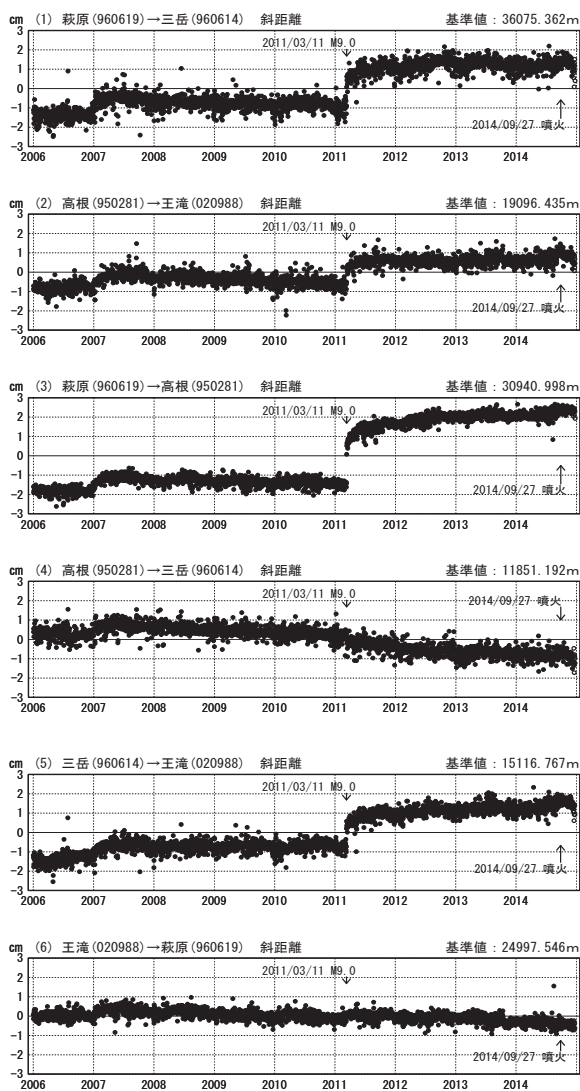 (1) 萩原(960619)→三岳(960614) 斜距離 基準値：36075.362m
cm
3
2
1
0
-1
-2
-3
2011/03/11 M9.0
2014/09/27 噴火
2006 2007 2008 2009 2010 2011 2012 2013 2014
(2) 高根(950281)→王滝(020988) 斜距離 基準値：19096.435m
cm
3
2
1
0
-1
-2
-3
2011/03/11 M9.0
2014/09/27 噴火
2006 2007 2008 2009 2010 2011 2012 2013 2014
(3) 萩原(960619)→高根(950281) 斜距離 基準値：30940.998m
cm
3
2
1
0
-1
-2
-3
2011/03/11 M9.0
2014/09/27 噴火
2006 2007 2008 2009 2010 2011 2012 2013 2014
(4) 高根(950281)→三岳(960614) 斜距離 基準値：11851.192m
cm
3
2
1
0
-1
-2
-3
2011/03/11 M9.0
2014/09/27 噴火
2006 2007 2008 2009 2010 2011 2012 2013 2014
(5) 三岳(960614)→王滝(020988) 斜距離 基準値：15116.767m
cm
3
2
1
0
-1
-2
-3
2011/03/11 M9.0
2014/09/27 噴火
2006 2007 2008 2009 2010 2011 2012 2013 2014
(6) 王滝(020988)→萩原(960619) 斜距離 基準値：24997.546m
cm
3
2
1
0
-1
-2
-3
2011/03/11 M9.0
2014/09/27 噴火
2006 2007 2008 2009 2010 2011 2012 2013 2014